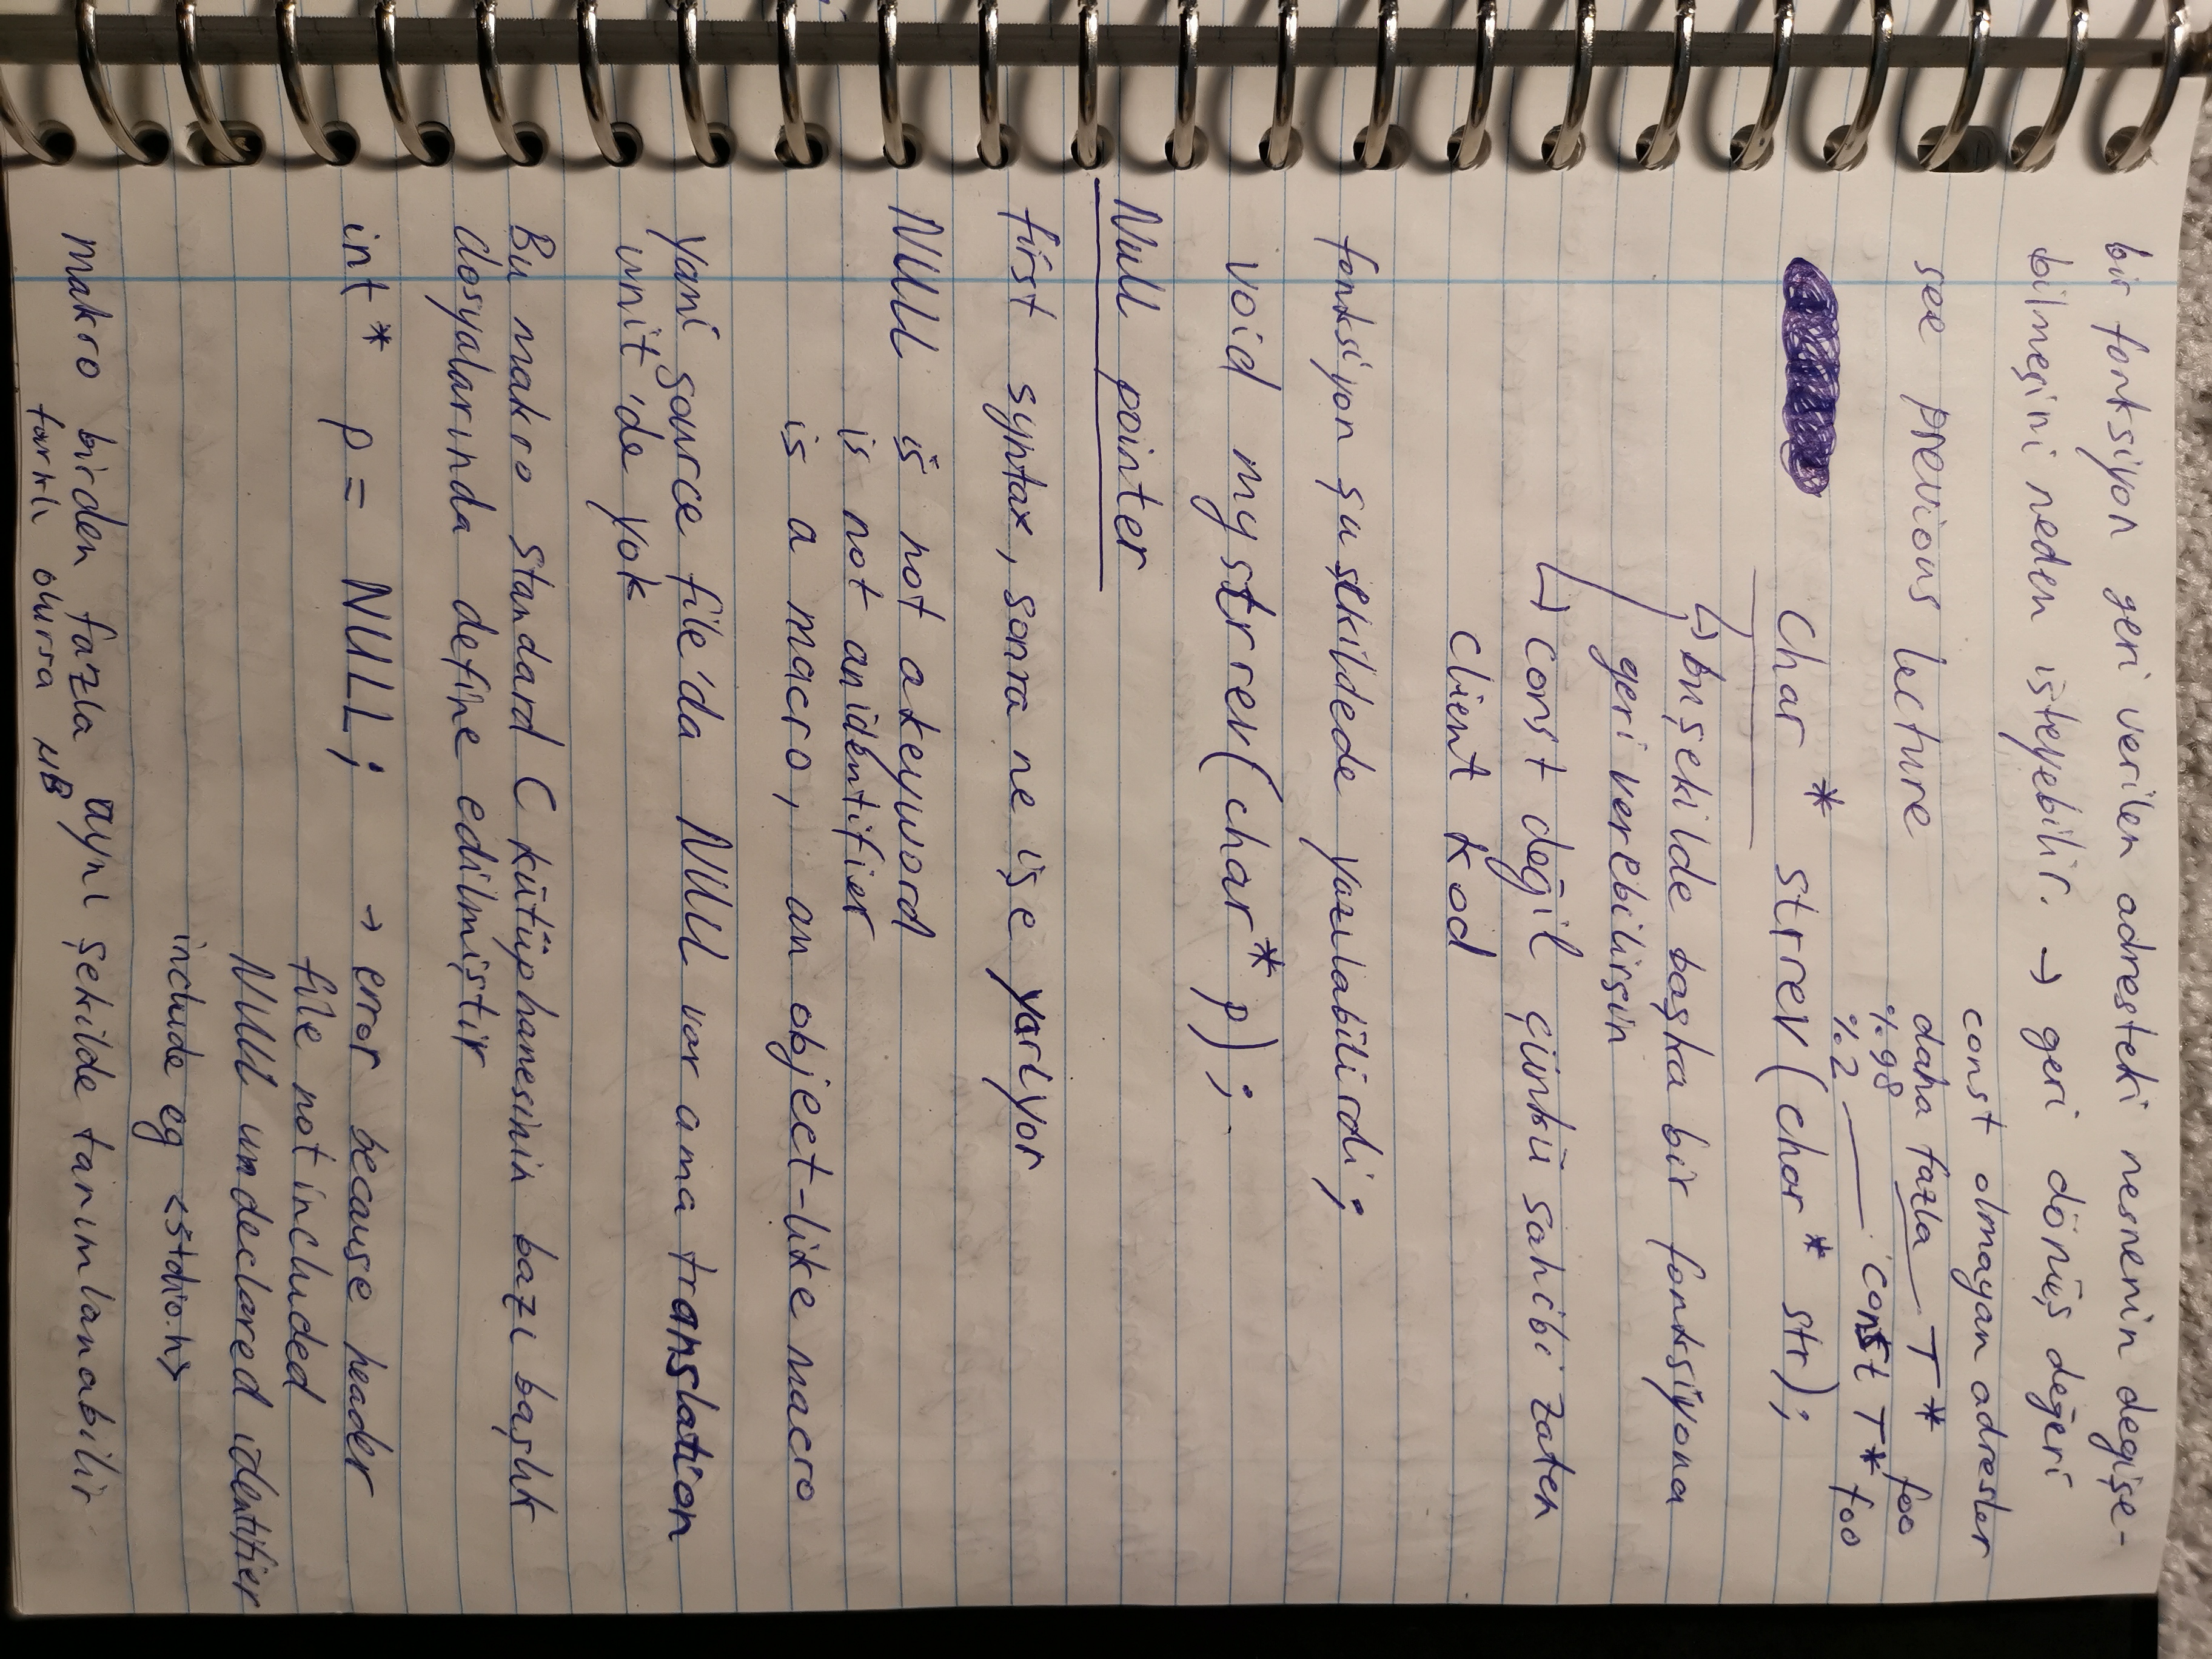 bir fonksiyon geri verilen adresteki nesnenin degişe-
bilmeşini neden işteyebilir. → geri dönüş değeri
const olmayan adresler
see previous lecture
daha fazla — T* foo
%98
%2 — const T* foo
char * strrev(char* str);
↳ bu şekilde başka bir fonksiyona
geri verebilirşin
↳ const değil çünkü sahibi zaten
Client kod
fonksiyon şu şekildede yazılabilirdi;
void mystrrev(char* p);
Null pointer
first syntax, sonra ne işe yarıyor
NULL is not a keyword
is not an identifier
is a macro, an object-like macro
yani source file'da NULL var ama translation
unit 'de yok
Bu makro standard C kütüphanesinin bazı başlık
dosyalarında define edilmiştir
int* p = NULL; → error because header
file not included
NULL undeclared identifier
include eg <stdio.h>
makro birden fazla aynı şekilde tanımlanabilir
farklı olursa UB